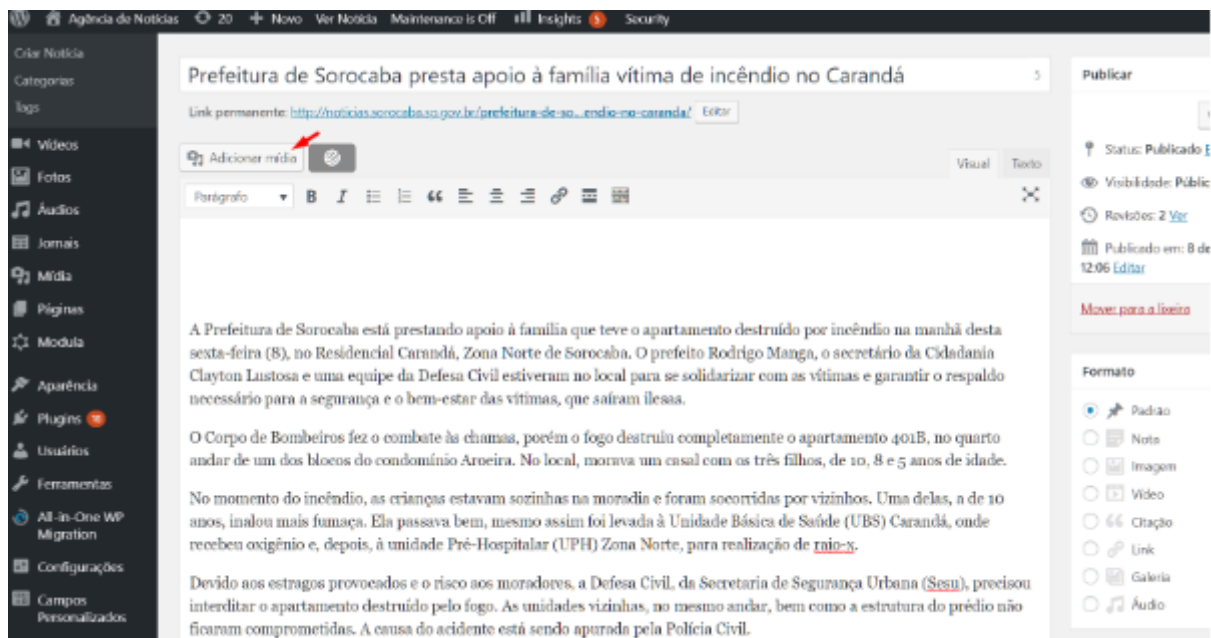 Agência de Notícias 20 + Novo Ver Notícia Maintenance is Off Insights 5 Security
Criar Notícia
Categorias
Tags
Vídeos
Fotos
Áudios
Jornais
Mídia
Páginas
Modula
Aparência
Plugins
Usuários
Ferramentas
All-in-One WP
Migration
Configurações
Campos
Personalizados
Prefeitura de Sorocaba presta apoio à família vítima de incêndio no Carandá
Link permanente: http://noticias.sorocaba.sp.gov.br/prefeitura-de-so...endio-no-caranda/ Editar
Adicionar mídia
Visual Texto
Parágrafo B I
A Prefeitura de Sorocaba está prestando apoio à família que teve o apartamento destruído por incêndio na manhã desta
sexta-feira (8), no Residencial Carandá, Zona Norte de Sorocaba. O prefeito Rodrigo Manga, o secretário da Cidadania
Clayton Lustosa e uma equipe da Defesa Civil estiveram no local para se solidarizar com as vítimas e garantir o respaldo
necessário para a segurança e o bem-estar das vítimas, que saíram ilesas.
O Corpo de Bombeiros fez o combate às chamas, porém o fogo destruiu completamente o apartamento 401B, no quarto
andar de um dos blocos do condomínio Aroeira. No local, morava um casal com os três filhos, de 10, 8 e 5 anos de idade.
No momento do incêndio, as crianças estavam sozinhas na moradia e foram socorridas por vizinhos. Uma delas, a de 10
anos, inalou mais fumaça. Ela passava bem, mesmo assim foi levada à Unidade Básica de Saúde (UBS) Carandá, onde
recebeu oxigênio e, depois, à unidade Pré-Hospitalar (UPH) Zona Norte, para realização de raio-x.
Devido aos estragos provocados e o risco aos moradores, a Defesa Civil, da Secretaria de Segurança Urbana (Sesu), precisou
interditar o apartamento destruído pelo fogo. As unidades vizinhas, no mesmo andar, bem como a estrutura do prédio não
ficaram comprometidas. A causa do acidente está sendo apurada pela Polícia Civil.
Publicar
Status: Publicado E
Visibilidade: Públic
Revisões: 2 Ver
Publicado em: 8 de
12:06 Editar
Mover para a lixeira
Formato
Padrão
Nota
Imagem
Vídeo
Citação
Link
Galeria
Áudio